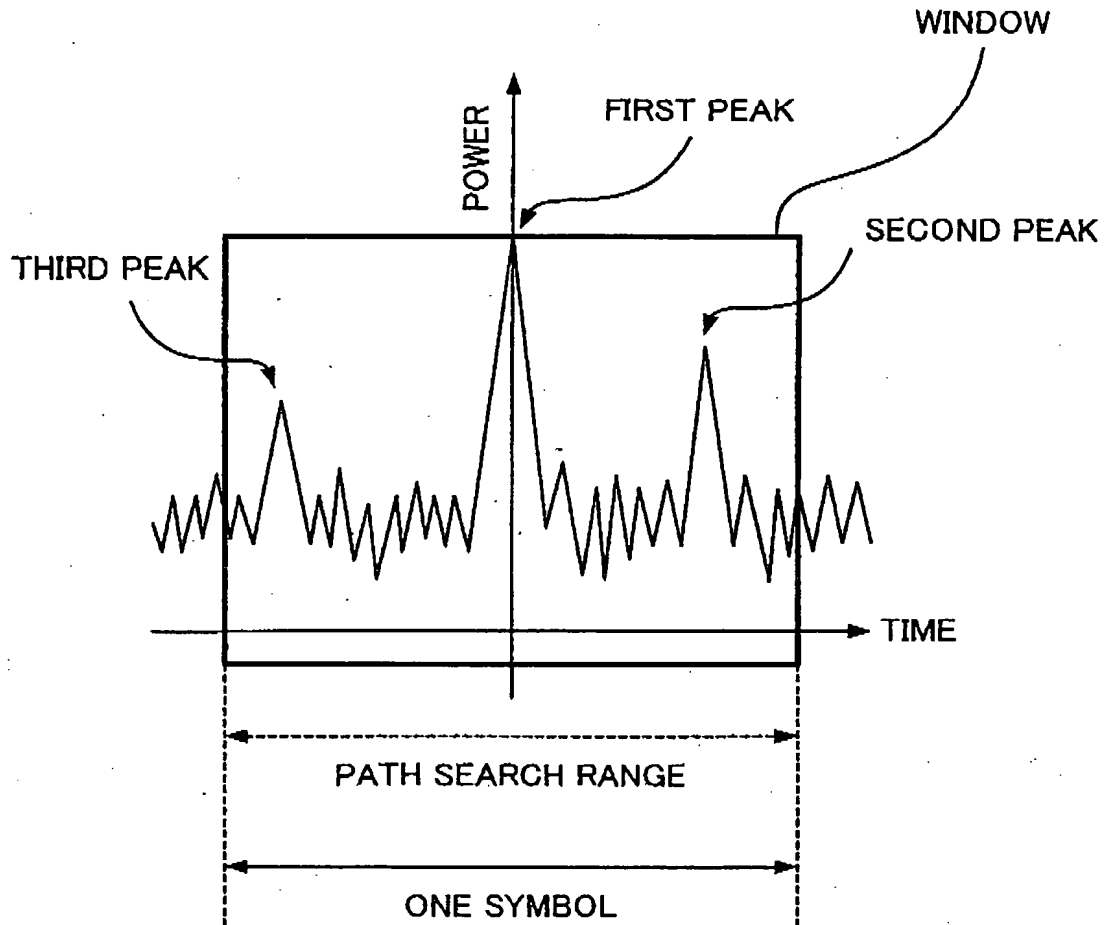 WINDOW
FIRST PEAK
POWER
SECOND PEAK
THIRD PEAK
TIME
PATH SEARCH RANGE
ONE SYMBOL